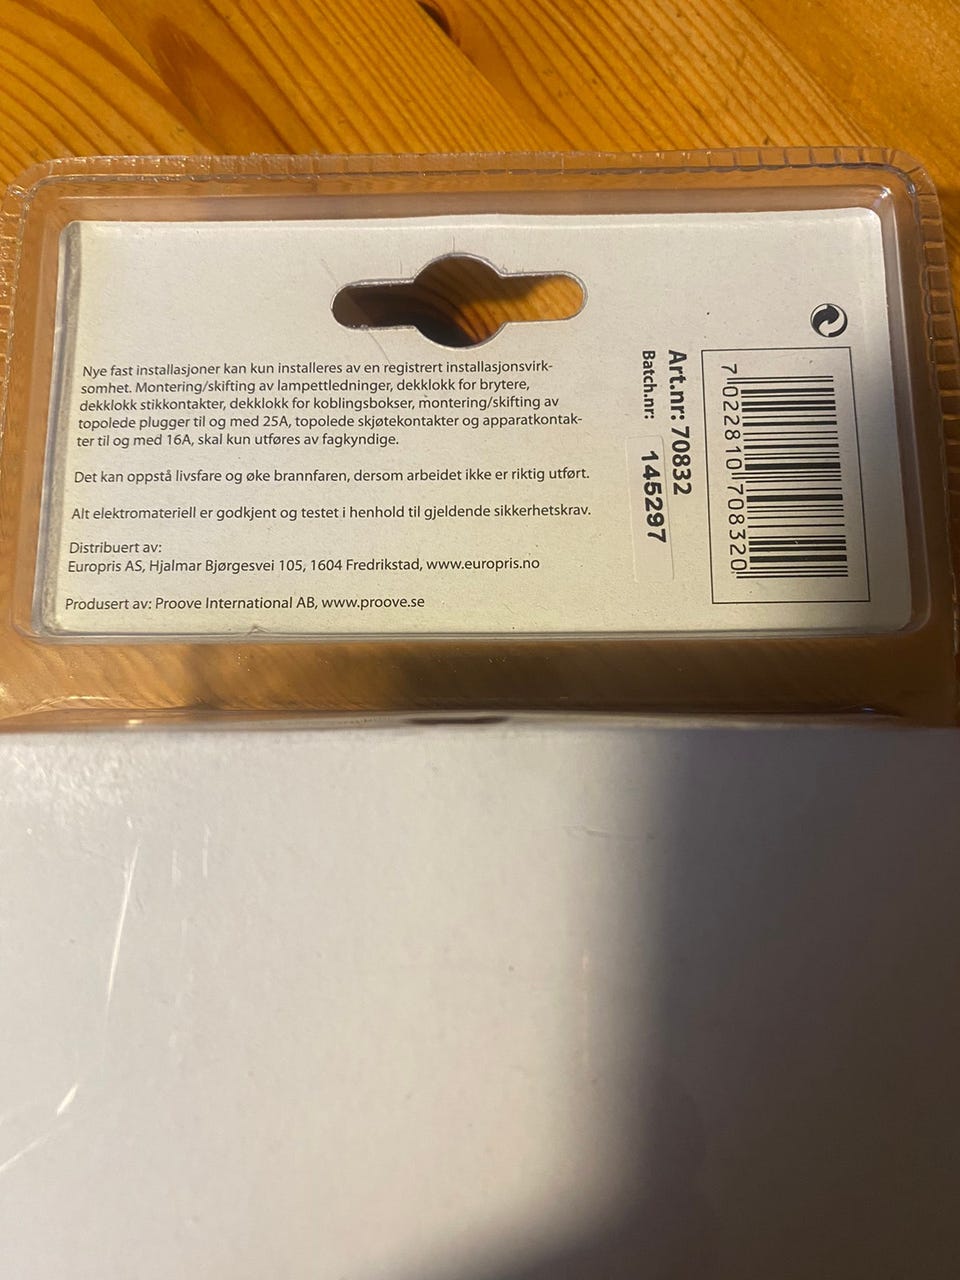 Nye fast installasjoner kan kun installeres av en registrert installasjonsvirk-
somhet. Montering/skifting av lampettledninger, dekklokk for brytere,
dekklokk stikkontakter, dekklokk for koblingsbokser, montering/skifting av
topolede plugger til og med 25A, topolede skjøtekontakter og apparatkontak-
ter til og med 16A, skal kun utføres av fagkyndige.
Det kan oppstå livsfare og øke brannfaren, dersom arbeidet ikke er riktig utført.
Alt elektromateriell er godkjent og testet i henhold til gjeldende sikkerhetskrav.
Distribuert av:
Europris AS, Hjalmar Bjørgesvei 105, 1604 Fredrikstad, www.europris.no
Produsert av: Proove International AB, www.proove.se
Art.nr: 70832
Batch.nr: 145297
7 022810 708320